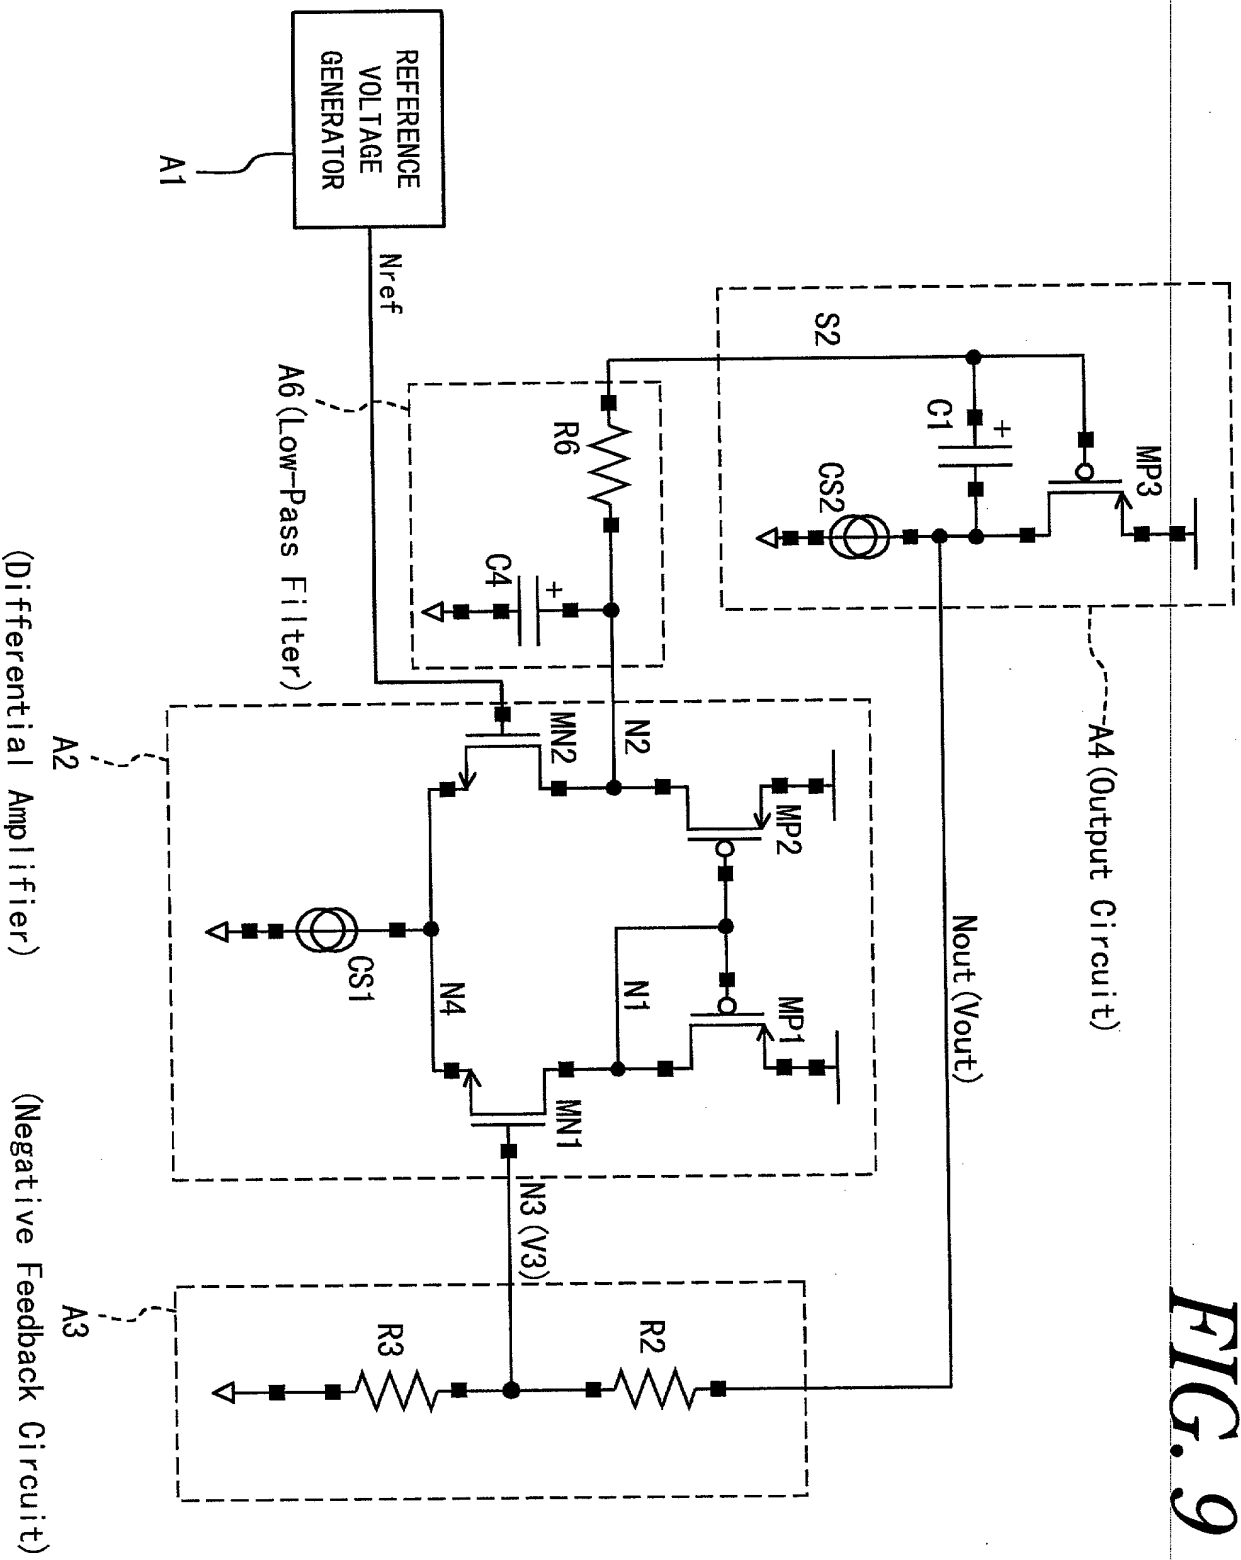 FIG. 9
A4(Output Circuit)
MP3
C1
+
CS2
S2
Nout(Vout)
REFERENCE
VOLTAGE
GENERATOR
A1
Nref
A6(Low-Pass Filter)
R6
C4
+
N2
MN2
MP2
MP1
N1
MN1
N4
CS1
N3(V3)
R2
R3
A2
(Differential Amplifier)
A3
(Negative Feedback Circuit)